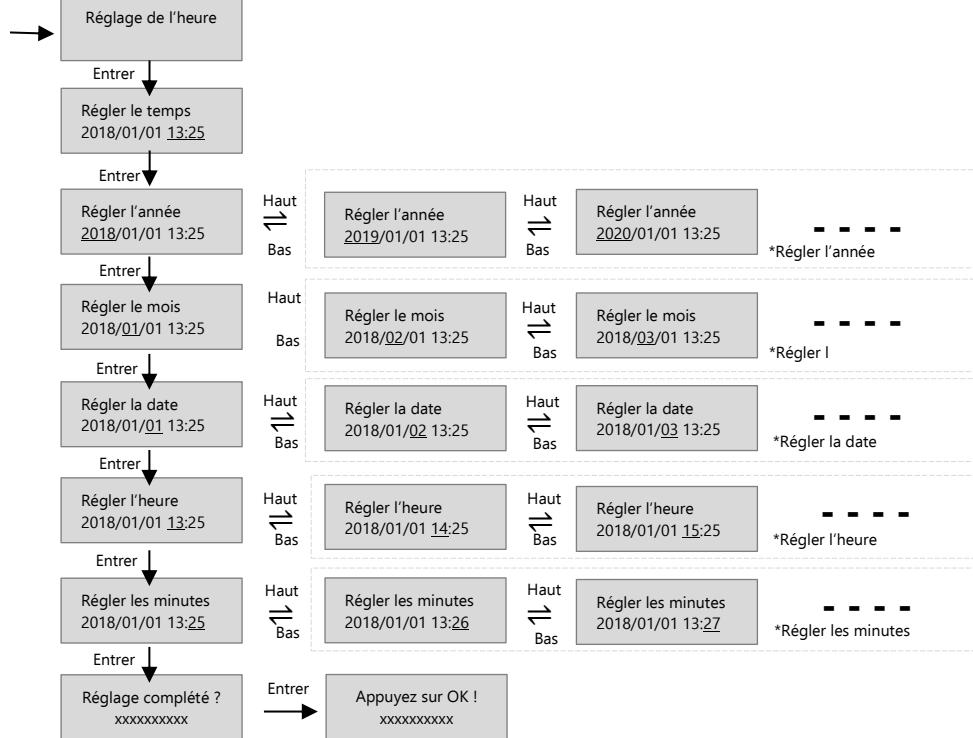 Réglage de l'heure
Entrer
Régler le temps
2018/01/01 13:25
Entrer
Régler l'année
2018/01/01 13:25
Haut
Bas
Régler l'année
2019/01/01 13:25
Haut
Bas
Régler l'année
2020/01/01 13:25
- - - -
*Régler l'année
Entrer
Régler le mois
2018/01/01 13:25
Haut
Bas
Régler le mois
2018/02/01 13:25
Haut
Bas
Régler le mois
2018/03/01 13:25
- - - -
*Régler l
Entrer
Régler la date
2018/01/01 13:25
Haut
Bas
Régler la date
2018/01/02 13:25
Haut
Bas
Régler la date
2018/01/03 13:25
- - - -
*Régler la date
Entrer
Régler l'heure
2018/01/01 13:25
Haut
Bas
Régler l'heure
2018/01/01 14:25
Haut
Bas
Régler l'heure
2018/01/01 15:25
- - - -
*Régler l'heure
Entrer
Régler les minutes
2018/01/01 13:25
Haut
Bas
Régler les minutes
2018/01/01 13:26
Haut
Bas
Régler les minutes
2018/01/01 13:27
- - - -
*Régler les minutes
Entrer
Réglage complété ?
xxxxxxxxxx
Entrer
Appuyez sur OK !
xxxxxxxxxx